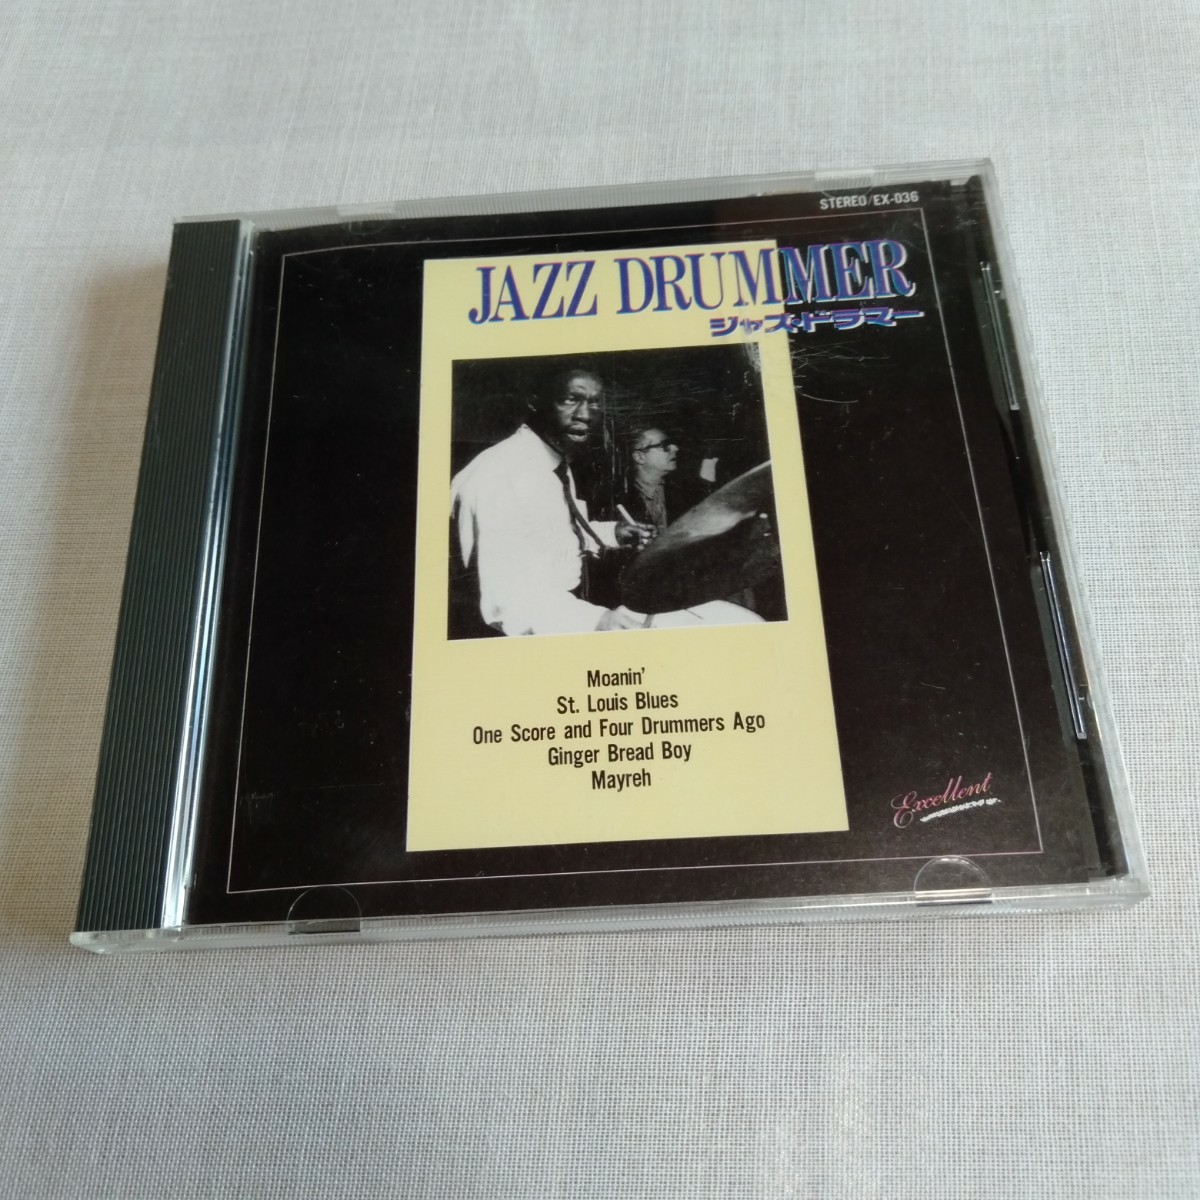 STEREO/EX-036
JAZZ DRUMMER
ジャズ・ドラマー
Moanin'
St. Louis Blues
One Score and Four Drummers Ago
Ginger Bread Boy
Mayreh
Excellent